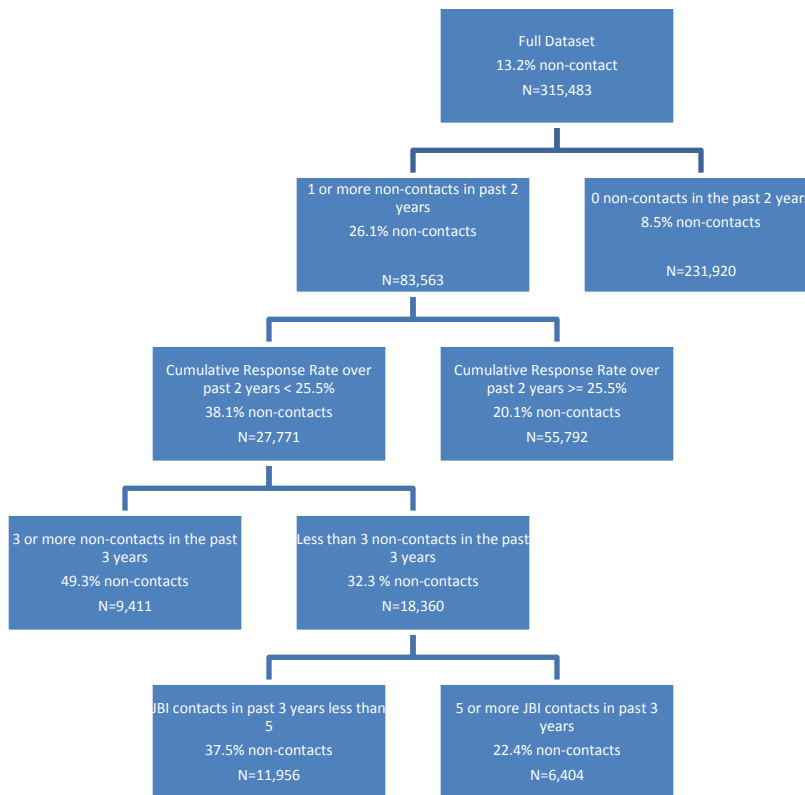 Full Dataset
13.2% non-contact
N=315,483
1 or more non-contacts in past 2
years
26.1% non-contacts
N=83,563
0 non-contacts in the past 2 years
8.5% non-contacts
N=231,920
Cumulative Response Rate over
past 2 years < 25.5%
38.1% non-contacts
N=27,771
Cumulative Response Rate over
past 2 years >= 25.5%
20.1% non-contacts
N=55,792
3 or more non-contacts in the past
3 years
49.3% non-contacts
N=9,411
Less than 3 non-contacts in the past
3 years
32.3 % non-contacts
N=18,360
JBI contacts in past 3 years less than
5
37.5% non-contacts
N=11,956
5 or more JBI contacts in past 3
years
22.4% non-contacts
N=6,404